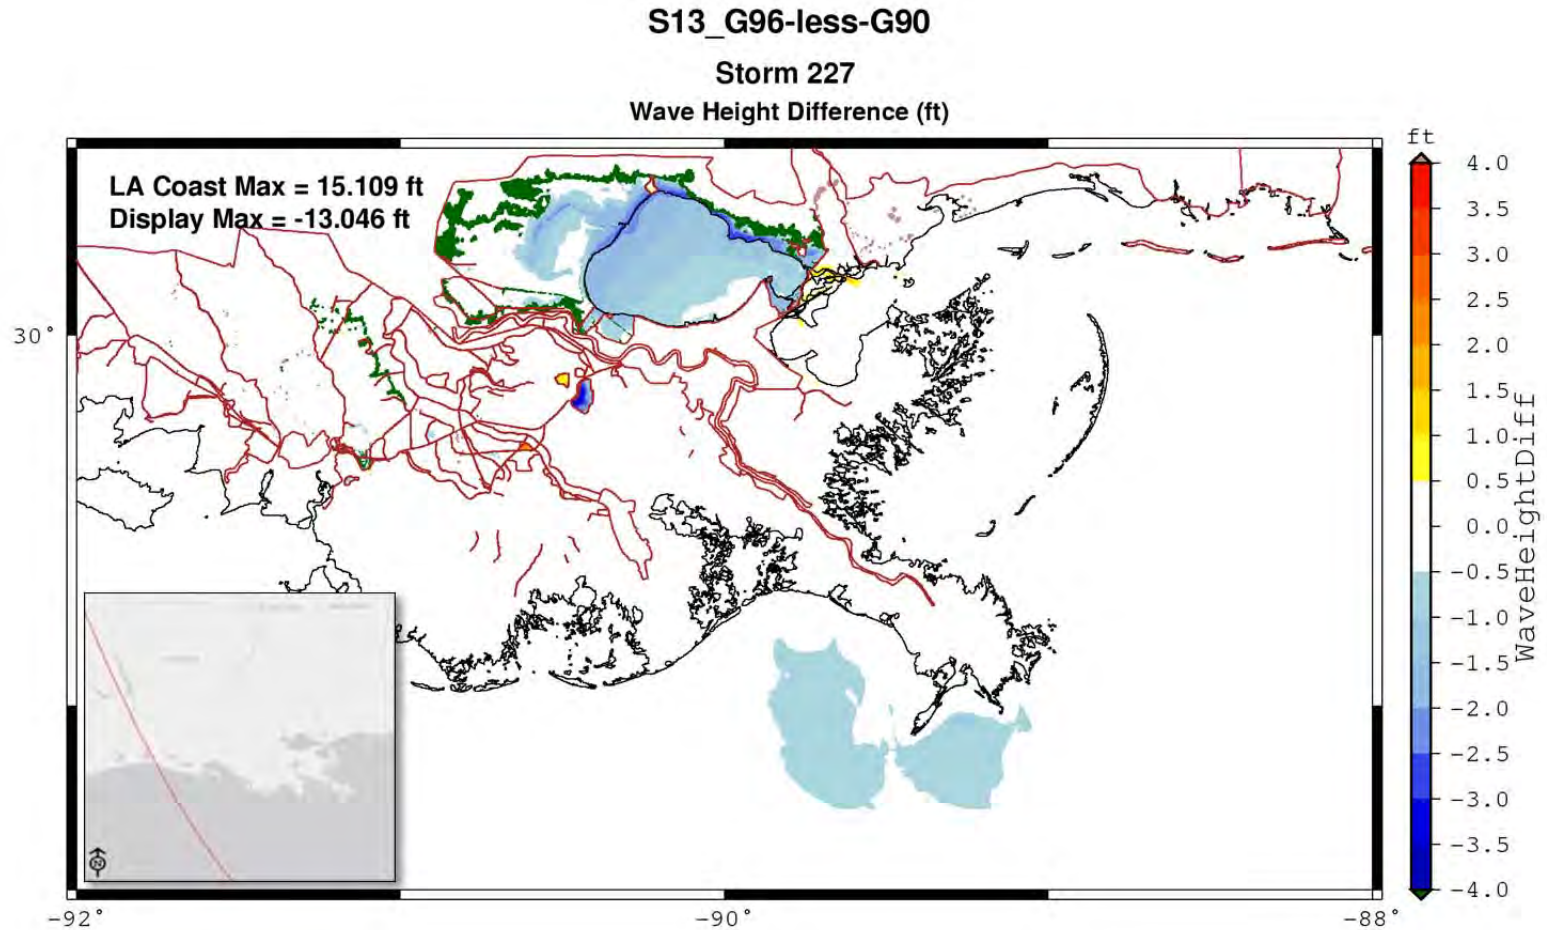 S13_G96-less-G90
Storm 227
Wave Height Difference (ft)
LA Coast Max = 15.109 ft
Display Max = -13.046 ft
30°
-92°
-90°
-88°
ft
4.0
3.5
3.0
2.5
2.0
1.5
1.0
0.5
0.0
-0.5
-1.0
-1.5
-2.0
-2.5
-3.0
-3.5
-4.0
WaveHeightDiff
N